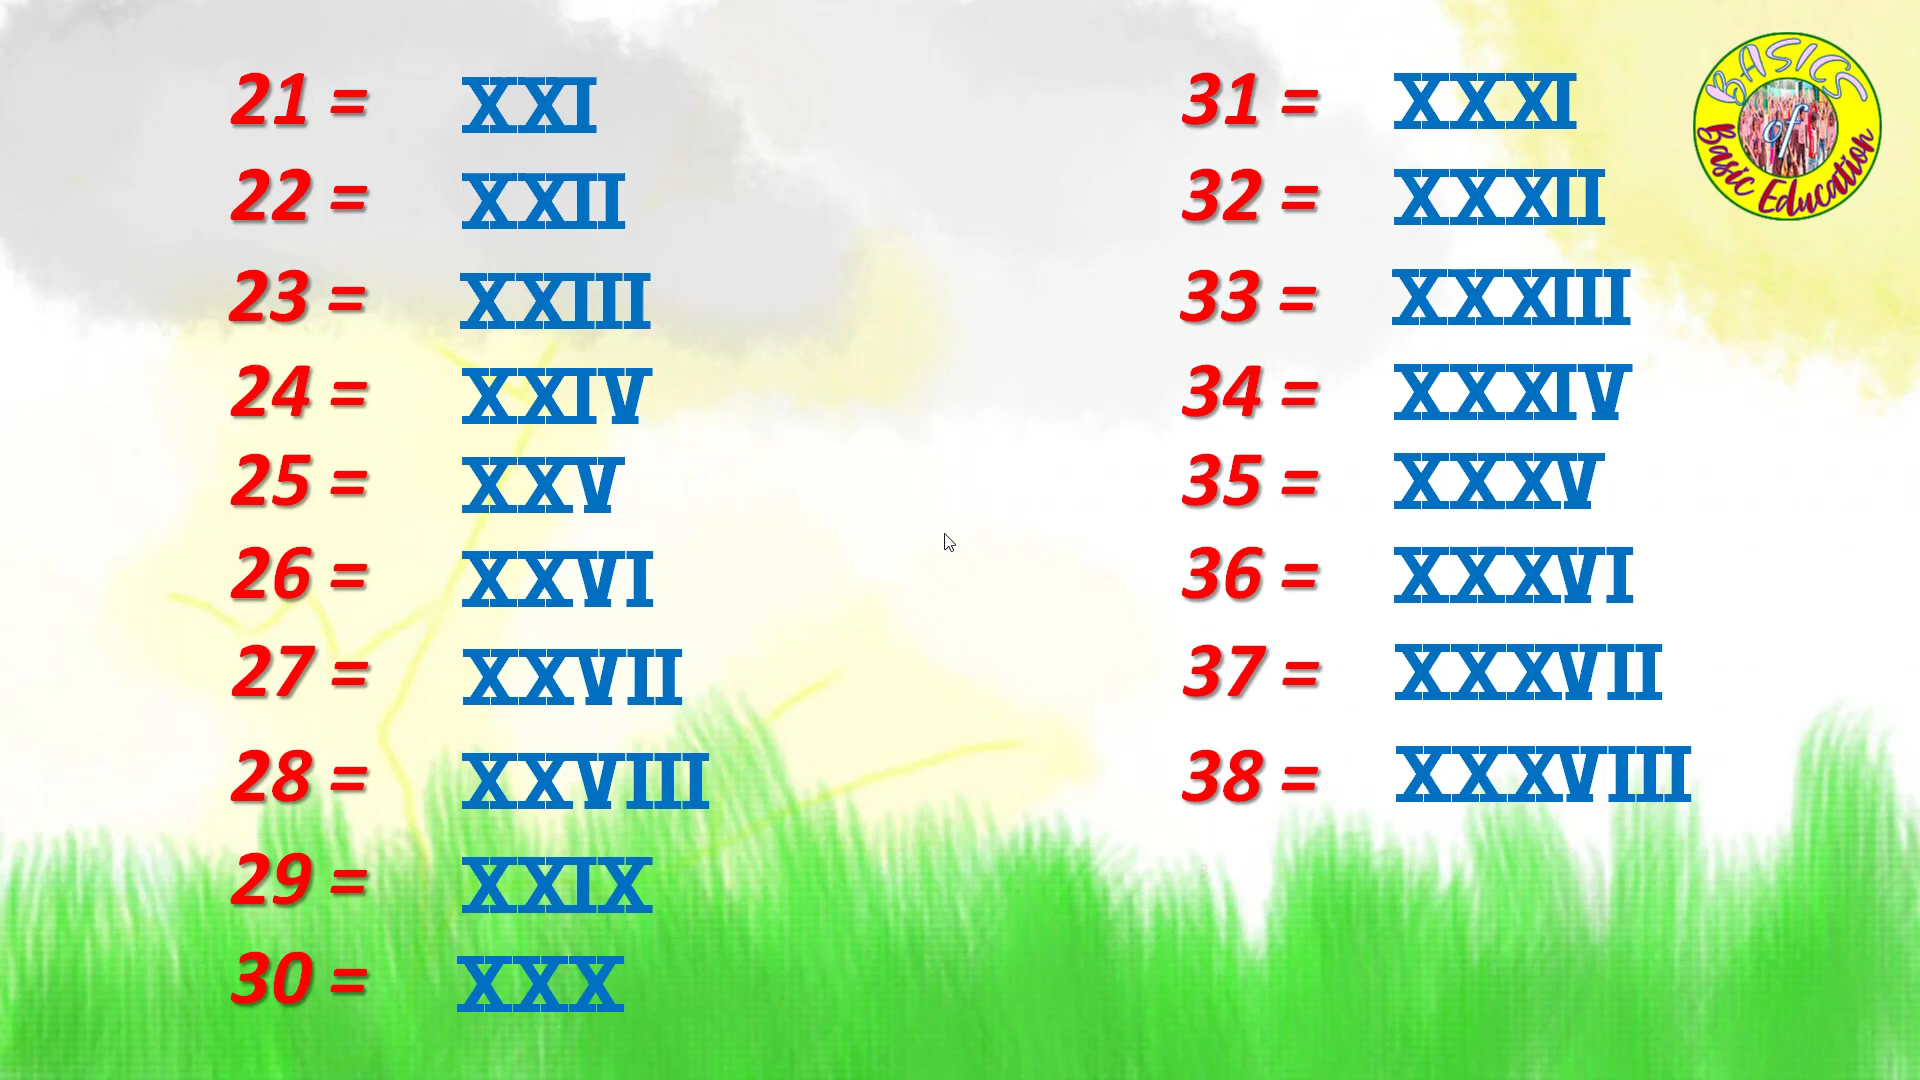 21 = XXI
22 = XXII
23 = XXIII
24 = XXIV
25 = XXV
26 = XXVI
27 = XXVII
28 = XXVIII
29 = XXIX
30 = XXX
31 = XXXI
32 = XXXII
33 = XXXIII
34 = XXXIV
35 = XXXV
36 = XXXVI
37 = XXXVII
38 = XXXVIII
BASICS
of
Basic Education